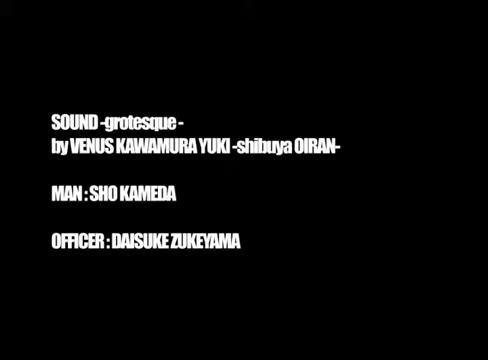 SOUND -grotesque -
by VENUS KAWAMURA YUKI -shibuya OIRAN-
MAN : SHO KAMEDA
OFFICER : DAISUKE ZUKEYAMA